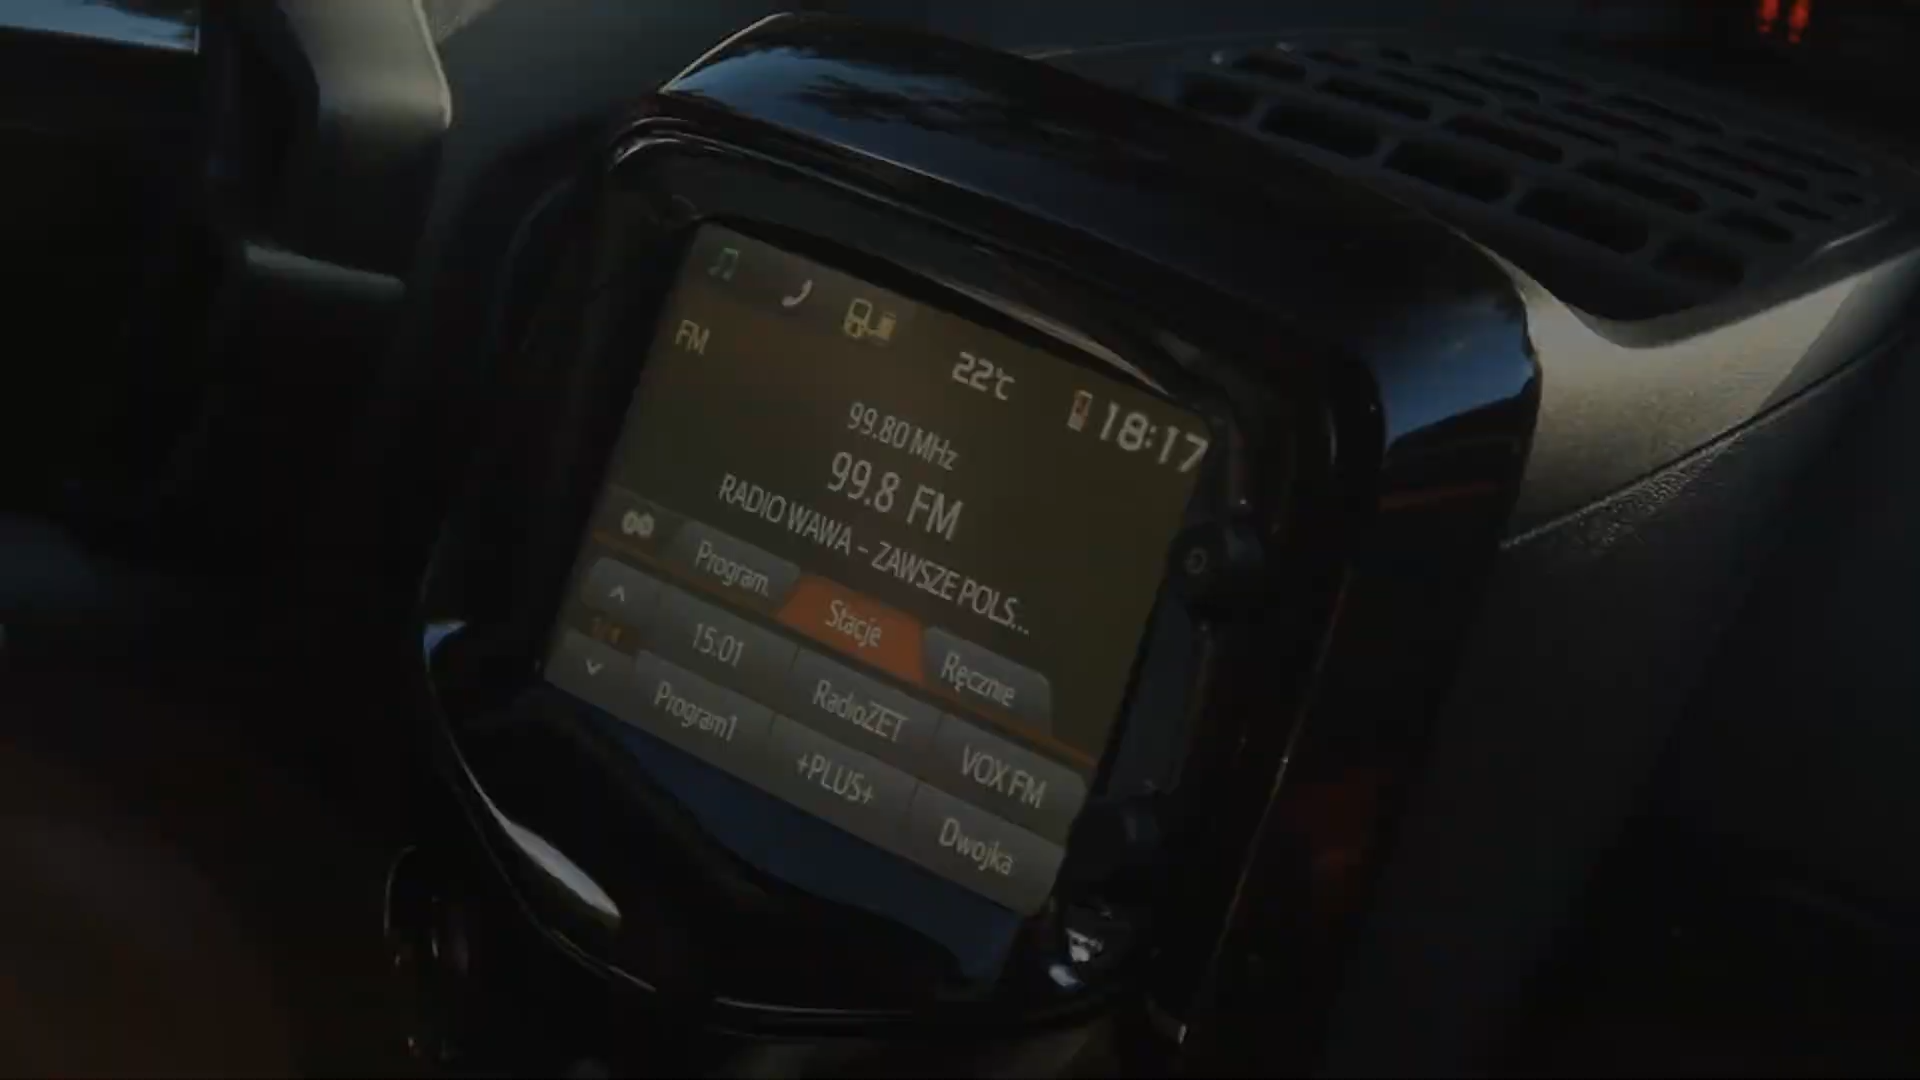 FM
22°C
18:17
99.80 MHz
99.8 FM
RADIO WAWA - ZAWSZE POLS...
Program.
Stacje
Ręcznie
15.01
RadioZET
VOX FM
Program1
+PLUS+
Dwojka